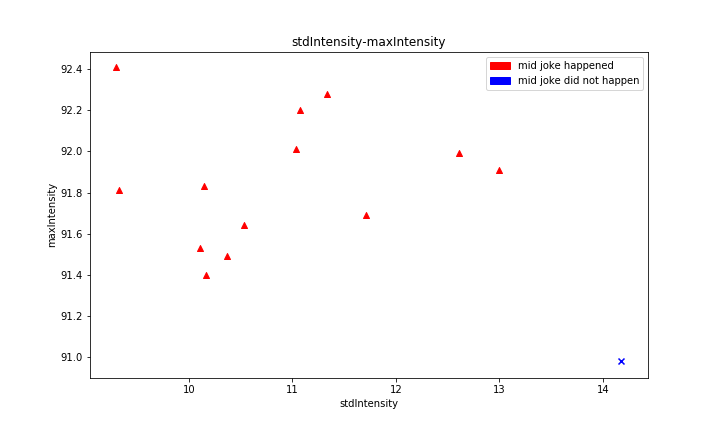 stdIntensity-maxIntensity
mid joke happened
mid joke did not happen
92.4
92.2
92.0
91.8
91.6
91.4
91.2
91.0
maxIntensity
10
11
12
13
14
stdIntensity